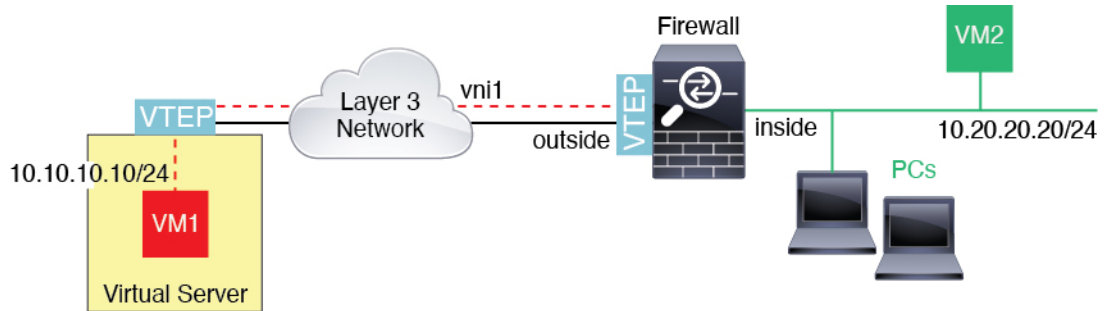 Firewall
VM2
VTEP
Layer 3
Network
vni1
outside
VTEP
inside
10.20.20.20/24
10.10.10.10/24
VM1
PCs
Virtual Server